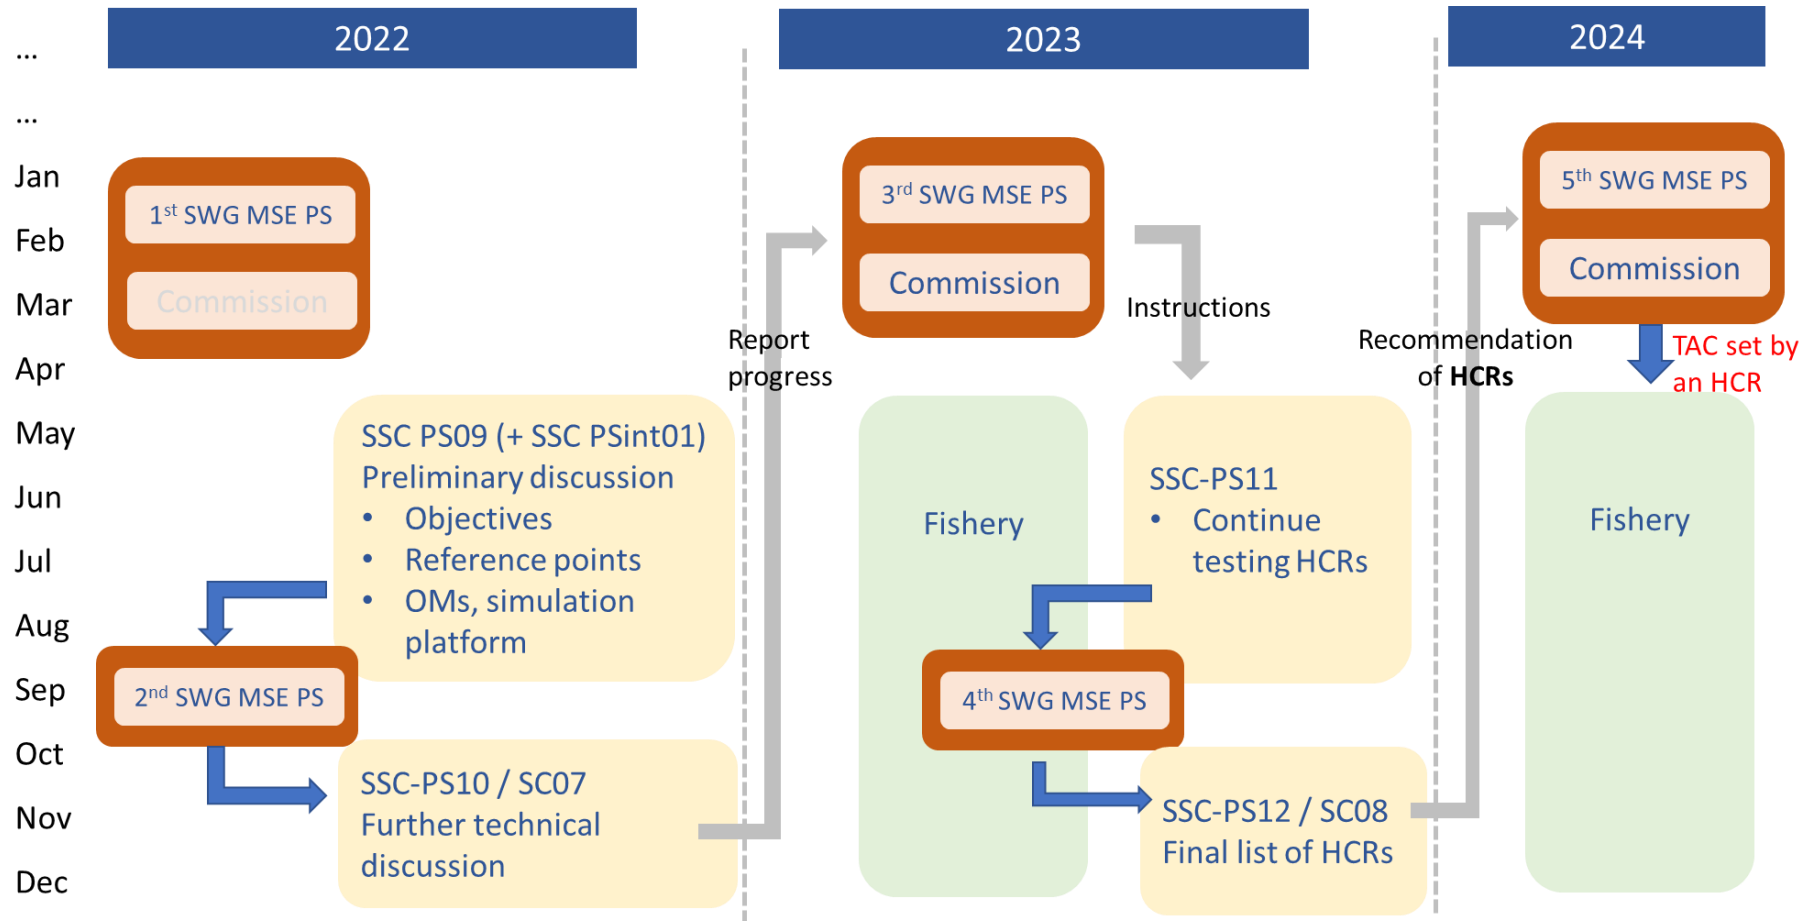 2022
2023
2024
...
...
Jan
Feb
Mar
Apr
May
Jun
Jul
Aug
Sep
Oct
Nov
Dec
1st SWG MSE PS
Commission
SSC PS09 (+ SSC PSint01)
Preliminary discussion
• Objectives
• Reference points
• OMs, simulation
platform
2nd SWG MSE PS
SSC-PS10 / SC07
Further technical
discussion
Report
progress
3rd SWG MSE PS
Commission
Instructions
Fishery
SSC-PS11
• Continue
testing HCRs
4th SWG MSE PS
SSC-PS12 / SC08
Final list of HCRs
Recommendation
of HCRs
5th SWG MSE PS
Commission
TAC set by
an HCR
Fishery